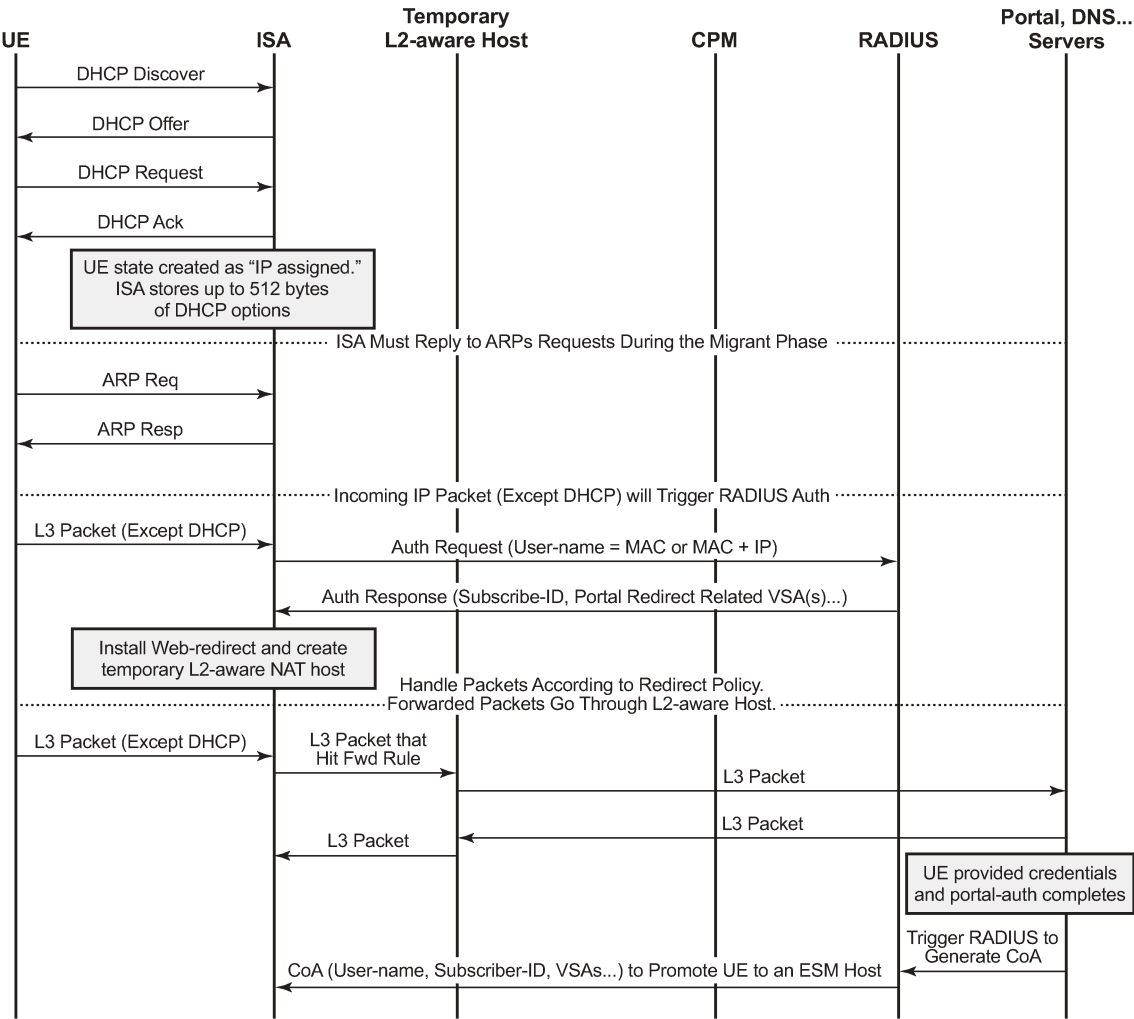 Temporary
Portal, DNS...
UE
ISA
L2-aware Host
CPM
RADIUS
Servers
DHCP Discover
DHCP Offer
DHCP Request
DHCP Ack
UE state created as “IP assigned.”
ISA stores up to 512 bytes
of DHCP options
ISA Must Reply to ARPs Requests During the Migrant Phase
ARP Req
ARP Resp
Incoming IP Packet (Except DHCP) will Trigger RADIUS Auth
L3 Packet (Except DHCP)
Auth Request (User-name = MAC or MAC + IP)
Auth Response (Subscribe-ID, Portal Redirect Related VSA(s)...)
Install Web-redirect and create
temporary L2-aware NAT host
Handle Packets According to Redirect Policy.
Forwarded Packets Go Through L2-aware Host.
L3 Packet (Except DHCP)
L3 Packet that
Hit Fwd Rule
L3 Packet
L3 Packet
L3 Packet
UE provided credentials
and portal-auth completes
Trigger RADIUS to
Generate CoA
CoA (User-name, Subscriber-ID, VSAs...) to Promote UE to an ESM Host